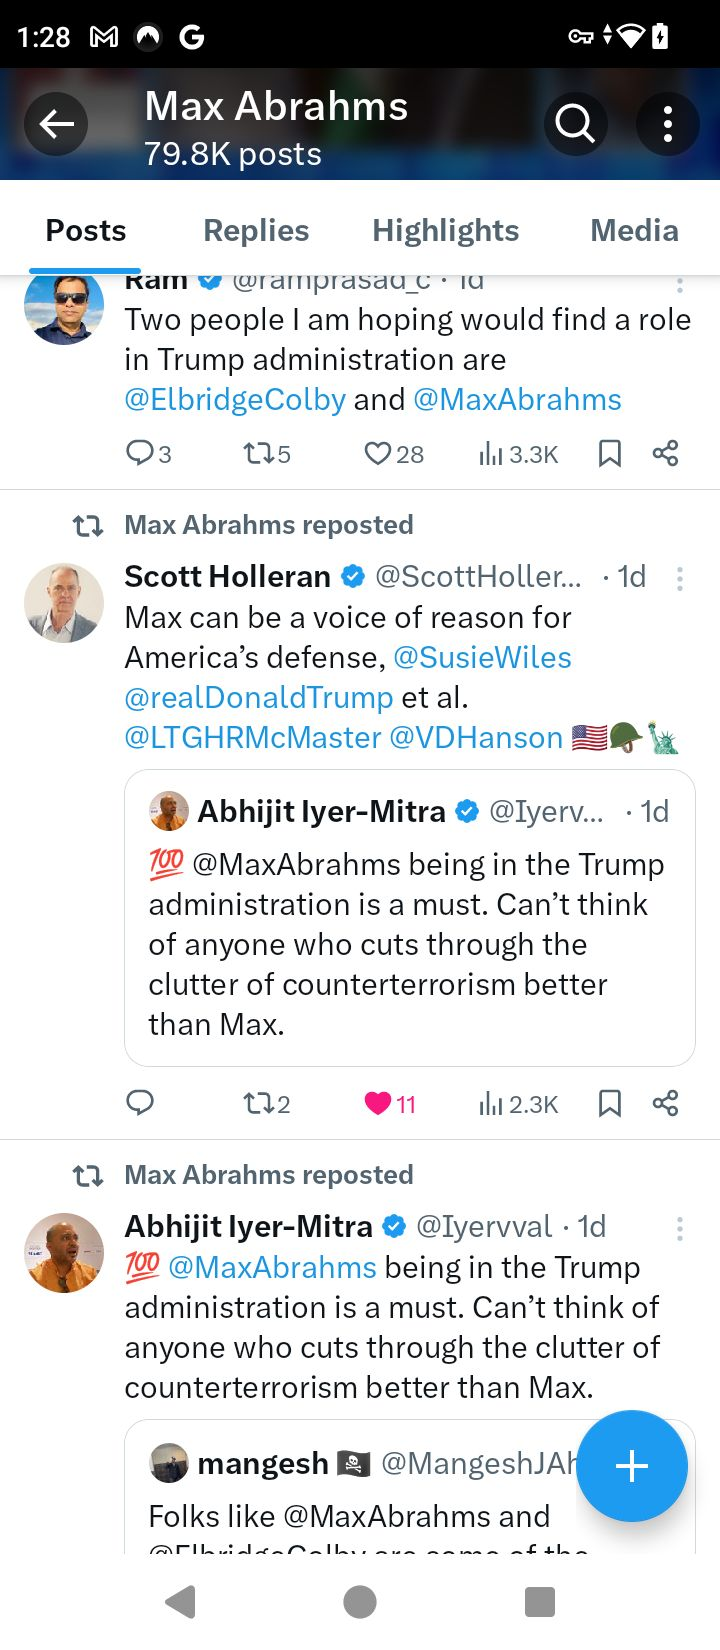 1:28
Max Abrahms
79.8K posts
Posts Replies Highlights Media
Ram @ramprasad_c · 1d
Two people I am hoping would find a role
in Trump administration are
@ElbridgeColby and @MaxAbrahms
3 5 28 3.3K
Max Abrahms reposted
Scott Holleran @ScottHoller... · 1d
Max can be a voice of reason for
America’s defense, @SusieWiles
@realDonaldTrump et al.
@LTGHRMcMaster @VDHanson 🇺🇸🪖🗽
Abhijit Iyer-Mitra @Iyerv... · 1d
💯 @MaxAbrahms being in the Trump
administration is a must. Can’t think
of anyone who cuts through the
clutter of counterterrorism better
than Max.
2 11 2.3K
Max Abrahms reposted
Abhijit Iyer-Mitra @Iyervval · 1d
💯 @MaxAbrahms being in the Trump
administration is a must. Can’t think of
anyone who cuts through the clutter of
counterterrorism better than Max.
mangesh 🏴‍☠️ @MangeshJAh
Folks like @MaxAbrahms and
@ElbridgeColby are some of the